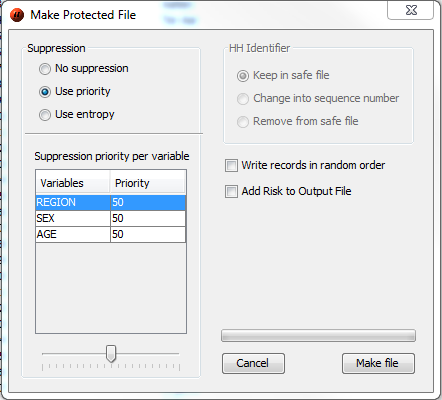 Make Protected File
Suppression
No suppression
Use priority
Use entropy
Suppression priority per variable
Variables Priority
REGION 50
SEX 50
AGE 50
HH Identifier
Keep in safe file
Change into sequence number
Remove from safe file
Write records in random order
Add Risk to Output File
Cancel
Make file